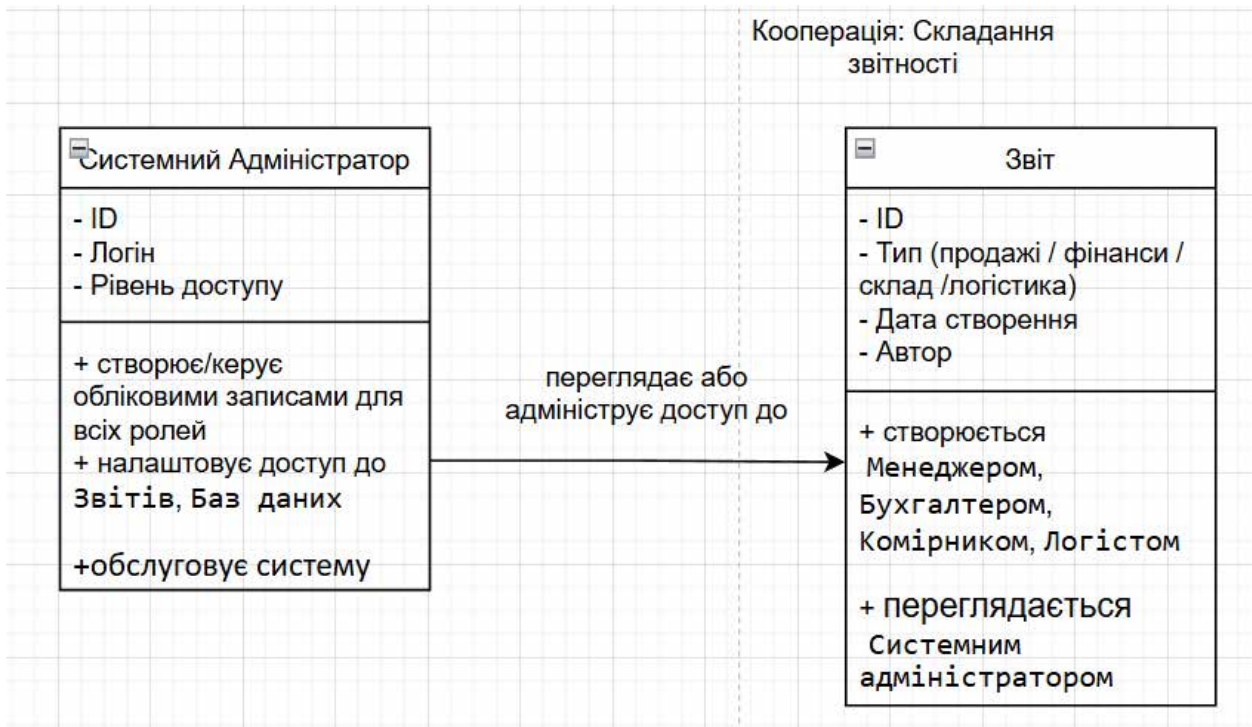 Кооперація: Складання
звітності
Системний Адміністратор
- ID
- Логін
- Рівень доступу
+ створює/керує
обліковими записами для
всіх ролей
+ налаштовує доступ до
Звітів, Баз даних
+обслуговує систему
переглядає або
адмініструє доступ до
Звіт
- ID
- Тип (продажі / фінанси /
склад /логістика)
- Дата створення
- Автор
+ створюється
Менеджером,
Бухгалтером,
Комірником, Логістом
+ переглядається
Системним
адміністратором